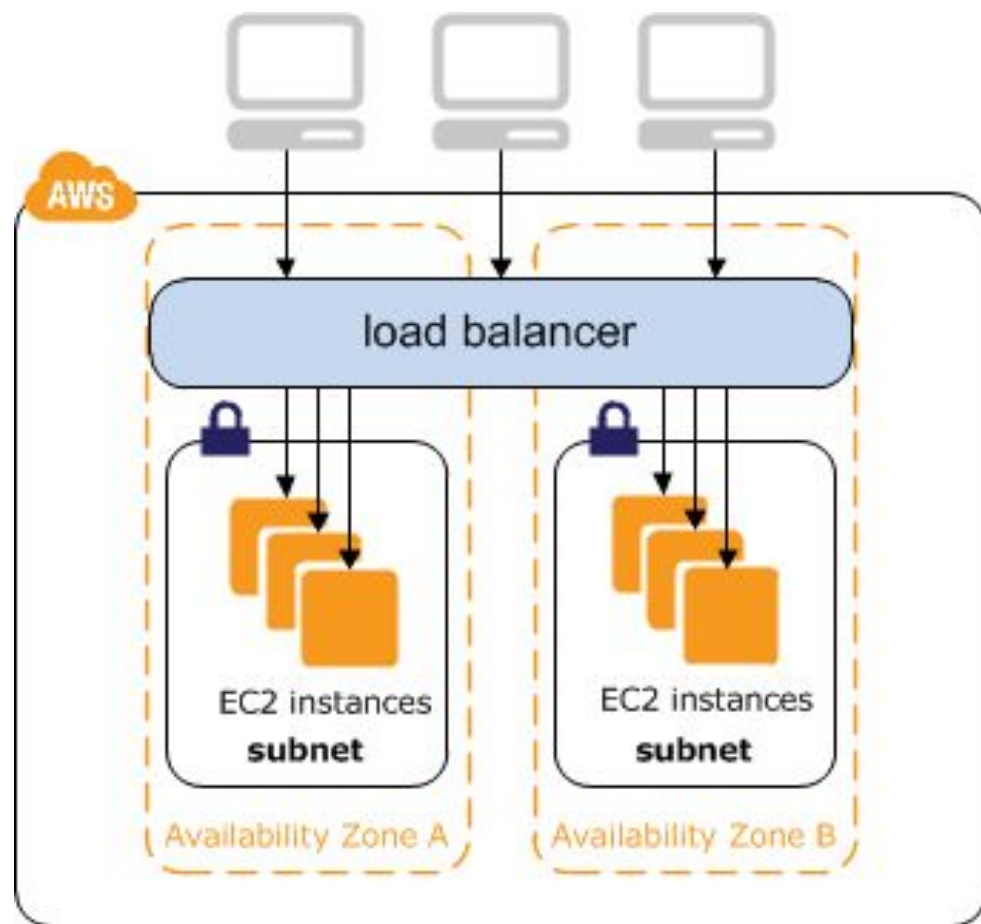 AWS
load balancer
EC2 instances
subnet
Availability Zone A
EC2 instances
subnet
Availability Zone B